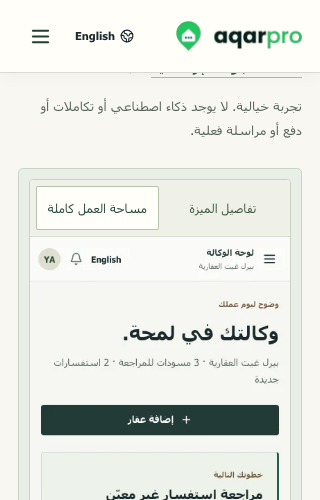 aqarpro
English
تجربة خيالية. لا يوجد ذكاء اصطناعي أو تكاملات أو
دفع أو مراسلة فعلية.
تفاصيل الميزة
مساحة العمل كاملة
لوحة الوكالة
بيرل غيت العقارية
English
YA
وضوح ليوم عملك
وكالتك في لمحة.
بيرل غيت العقارية · 3 مسودات للمراجعة · 2 استفسارات
جديدة
+ إضافة عقار
خطوتك التالية
مراجعة استفسار غير معيّن